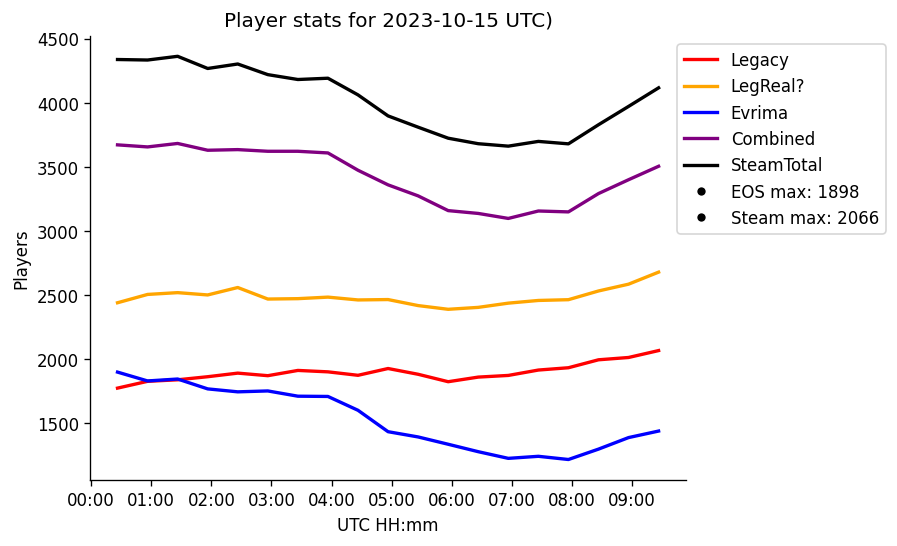 Player stats for 2023-10-15 UTC)
4500
4000
3500
3000
2500
2000
1500
Players
00:00 01:00 02:00 03:00 04:00 05:00 06:00 07:00 08:00 09:00
UTC HH:mm
Legacy
LegReal?
Evrima
Combined
SteamTotal
EOS max: 1898
Steam max: 2066